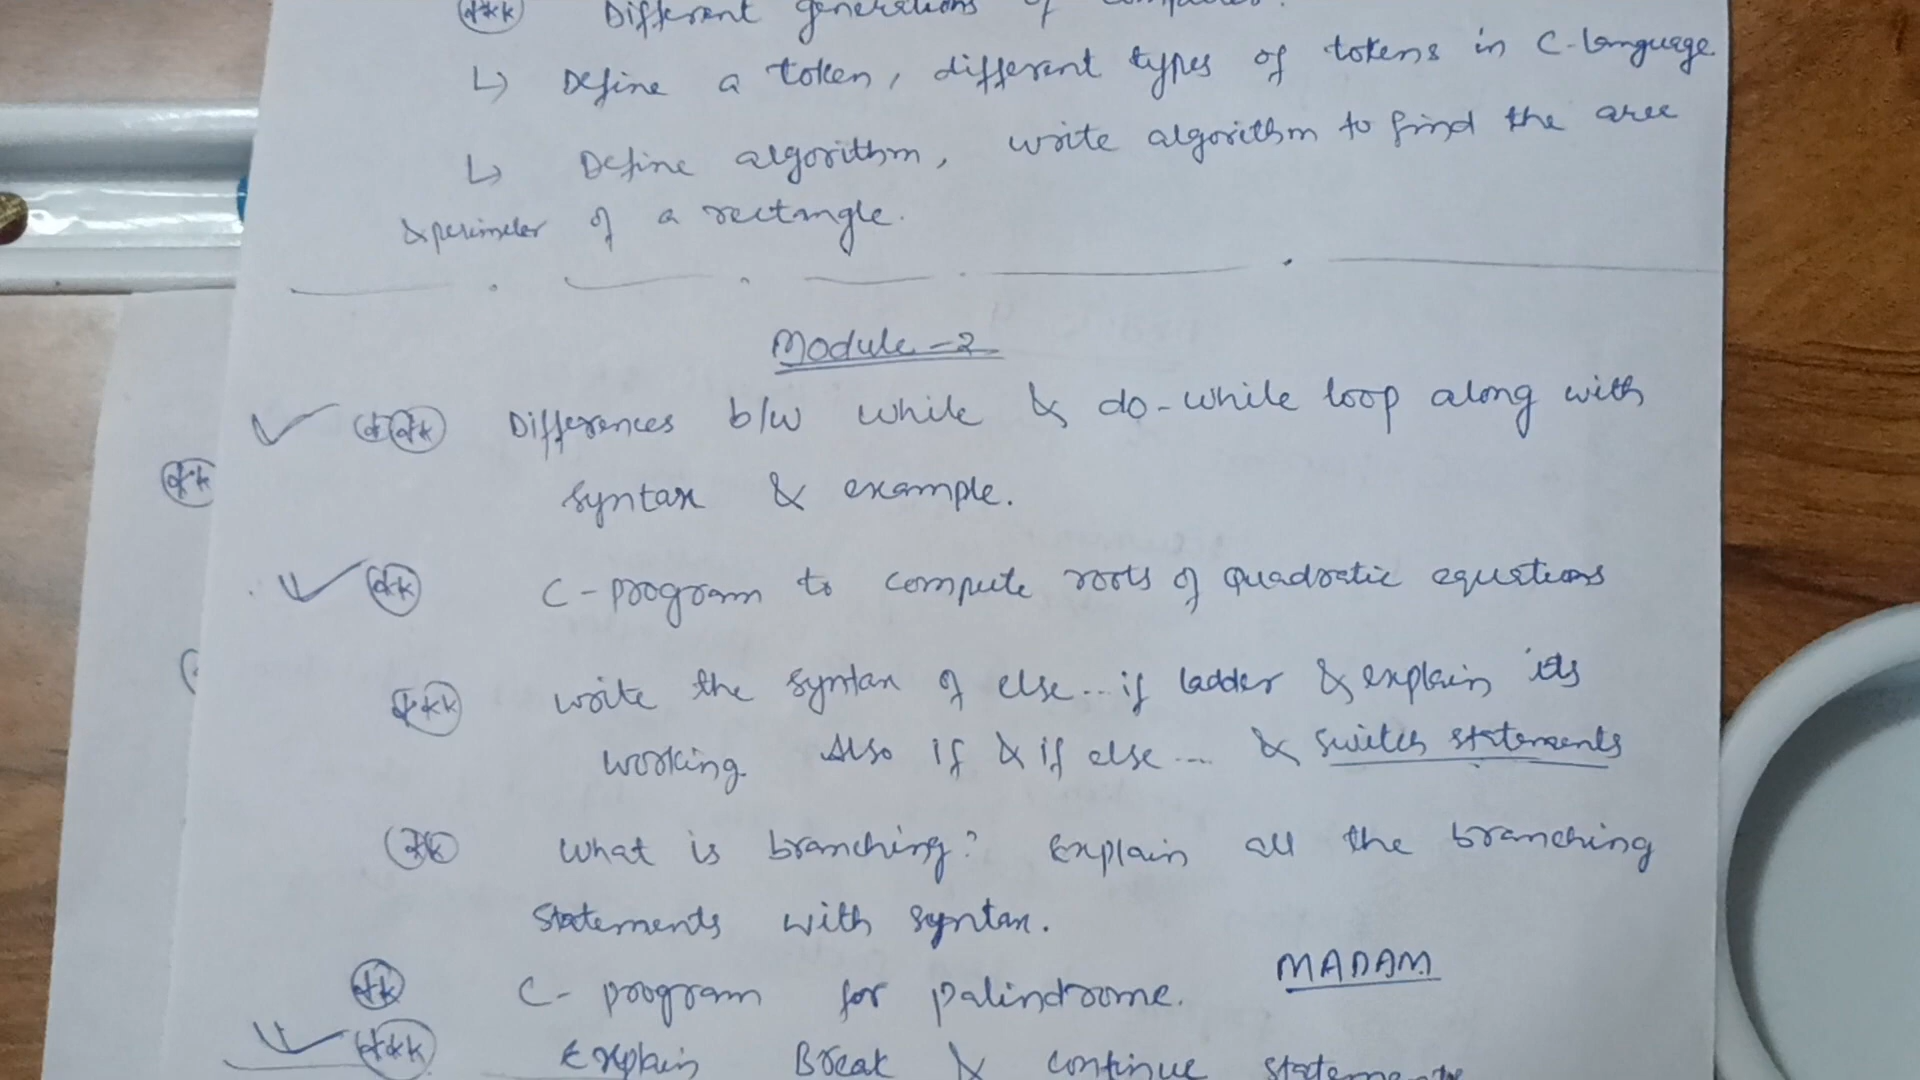 (**) Different generations of computers.
↳ Define a token, different types of tokens in C-language
↳ Define algorithm, write algorithm to find the area
& perimeter of a rectangle.
Module-2
✓ (***) Differences b/w while & do-while loop along with
(**)
syntax & example.
✓ (**) C-program to compute roots of quadratic equations
(***) write the syntax of else...if ladder & explain its
working. Also if & if else.... & switch statements
(**) What is branching? Explain all the branching
statements with syntax.
MADAM
(**) C- program for palindrome.
✓ (***) Explain Break & continue statements